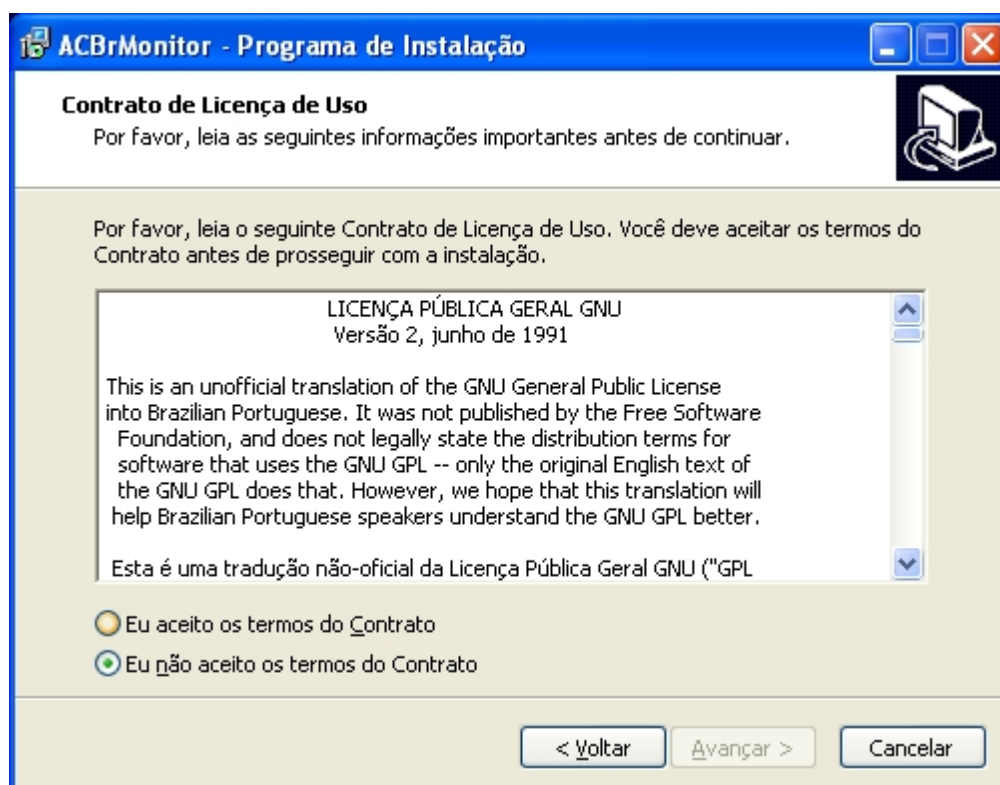 ACBrMonitor - Programa de Instalação
Contrato de Licença de Uso
Por favor, leia as seguintes informações importantes antes de continuar.
Por favor, leia o seguinte Contrato de Licença de Uso. Você deve aceitar os termos do
Contrato antes de prosseguir com a instalação.
LICENÇA PÚBLICA GERAL GNU
Versão 2, junho de 1991
This is an unofficial translation of the GNU General Public License
into Brazilian Portuguese. It was not published by the Free Software
Foundation, and does not legally state the distribution terms for
software that uses the GNU GPL -- only the original English text of
the GNU GPL does that. However, we hope that this translation will
help Brazilian Portuguese speakers understand the GNU GPL better.
Esta é uma tradução não-oficial da Licença Pública Geral GNU ("GPL
Eu aceito os termos do Contrato
Eu não aceito os termos do Contrato
< Voltar
Avançar >
Cancelar